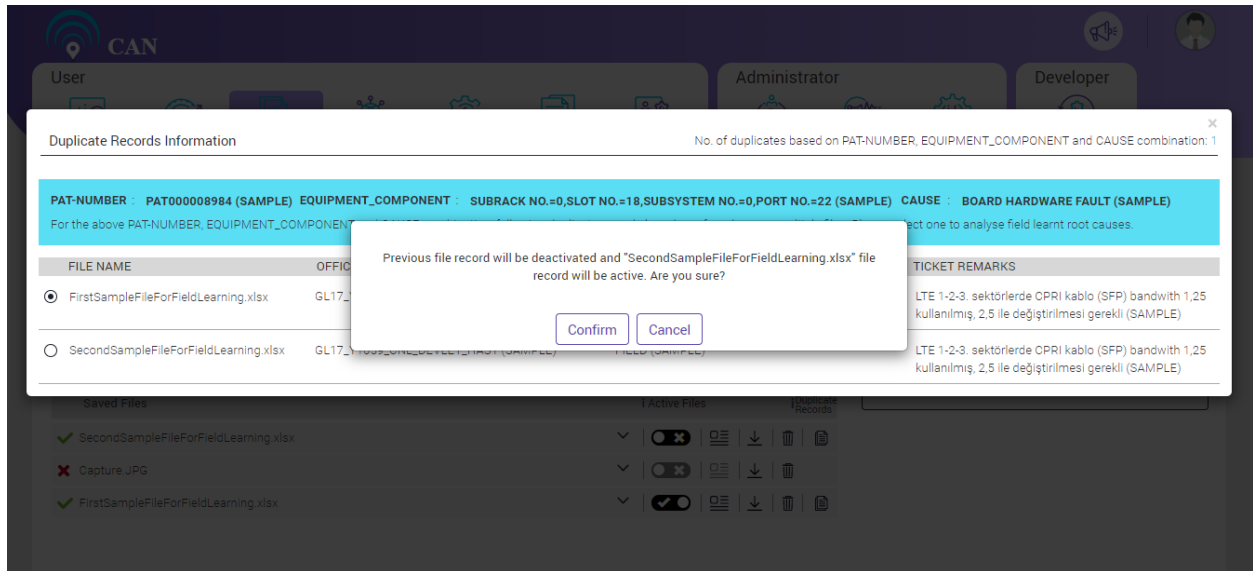 CAN
User
Administrator
Developer
Duplicate Records Information
No. of duplicates based on PAT-NUMBER, EQUIPMENT_COMPONENT and CAUSE combination: 1
PAT-NUMBER : PAT000008984 (SAMPLE) EQUIPMENT_COMPONENT : SUBRACK NO.=0,SLOT NO.=18,SUBSYSTEM NO.=0,PORT NO.=22 (SAMPLE) CAUSE : BOARD HARDWARE FAULT (SAMPLE)
For the above PAT-NUMBER, EQUIPMENT_COMPONENT
one to analyse field learnt root causes.
Previous file record will be deactivated and "SecondSampleFileForFieldLearning.xlsx" file
record will be active. Are you sure?
Confirm Cancel
FILE NAME
TICKET REMARKS
FirstSampleFileForFieldLearning.xlsx
LTE 1-2-3. sektörlerde CPRI kablo (SFP) bandwith 1,25
kullanılmış, 2,5 ile değiştirilmesi gerekli (SAMPLE)
SecondSampleFileForFieldLearning.xlsx
LTE 1-2-3. sektörlerde CPRI kablo (SFP) bandwith 1,25
kullanılmış, 2,5 ile değiştirilmesi gerekli (SAMPLE)
Saved Files
Active Files
Duplicate
Records
SecondSampleFileForFieldLearning.xlsx
Capture.JPG
FirstSampleFileForFieldLearning.xlsx